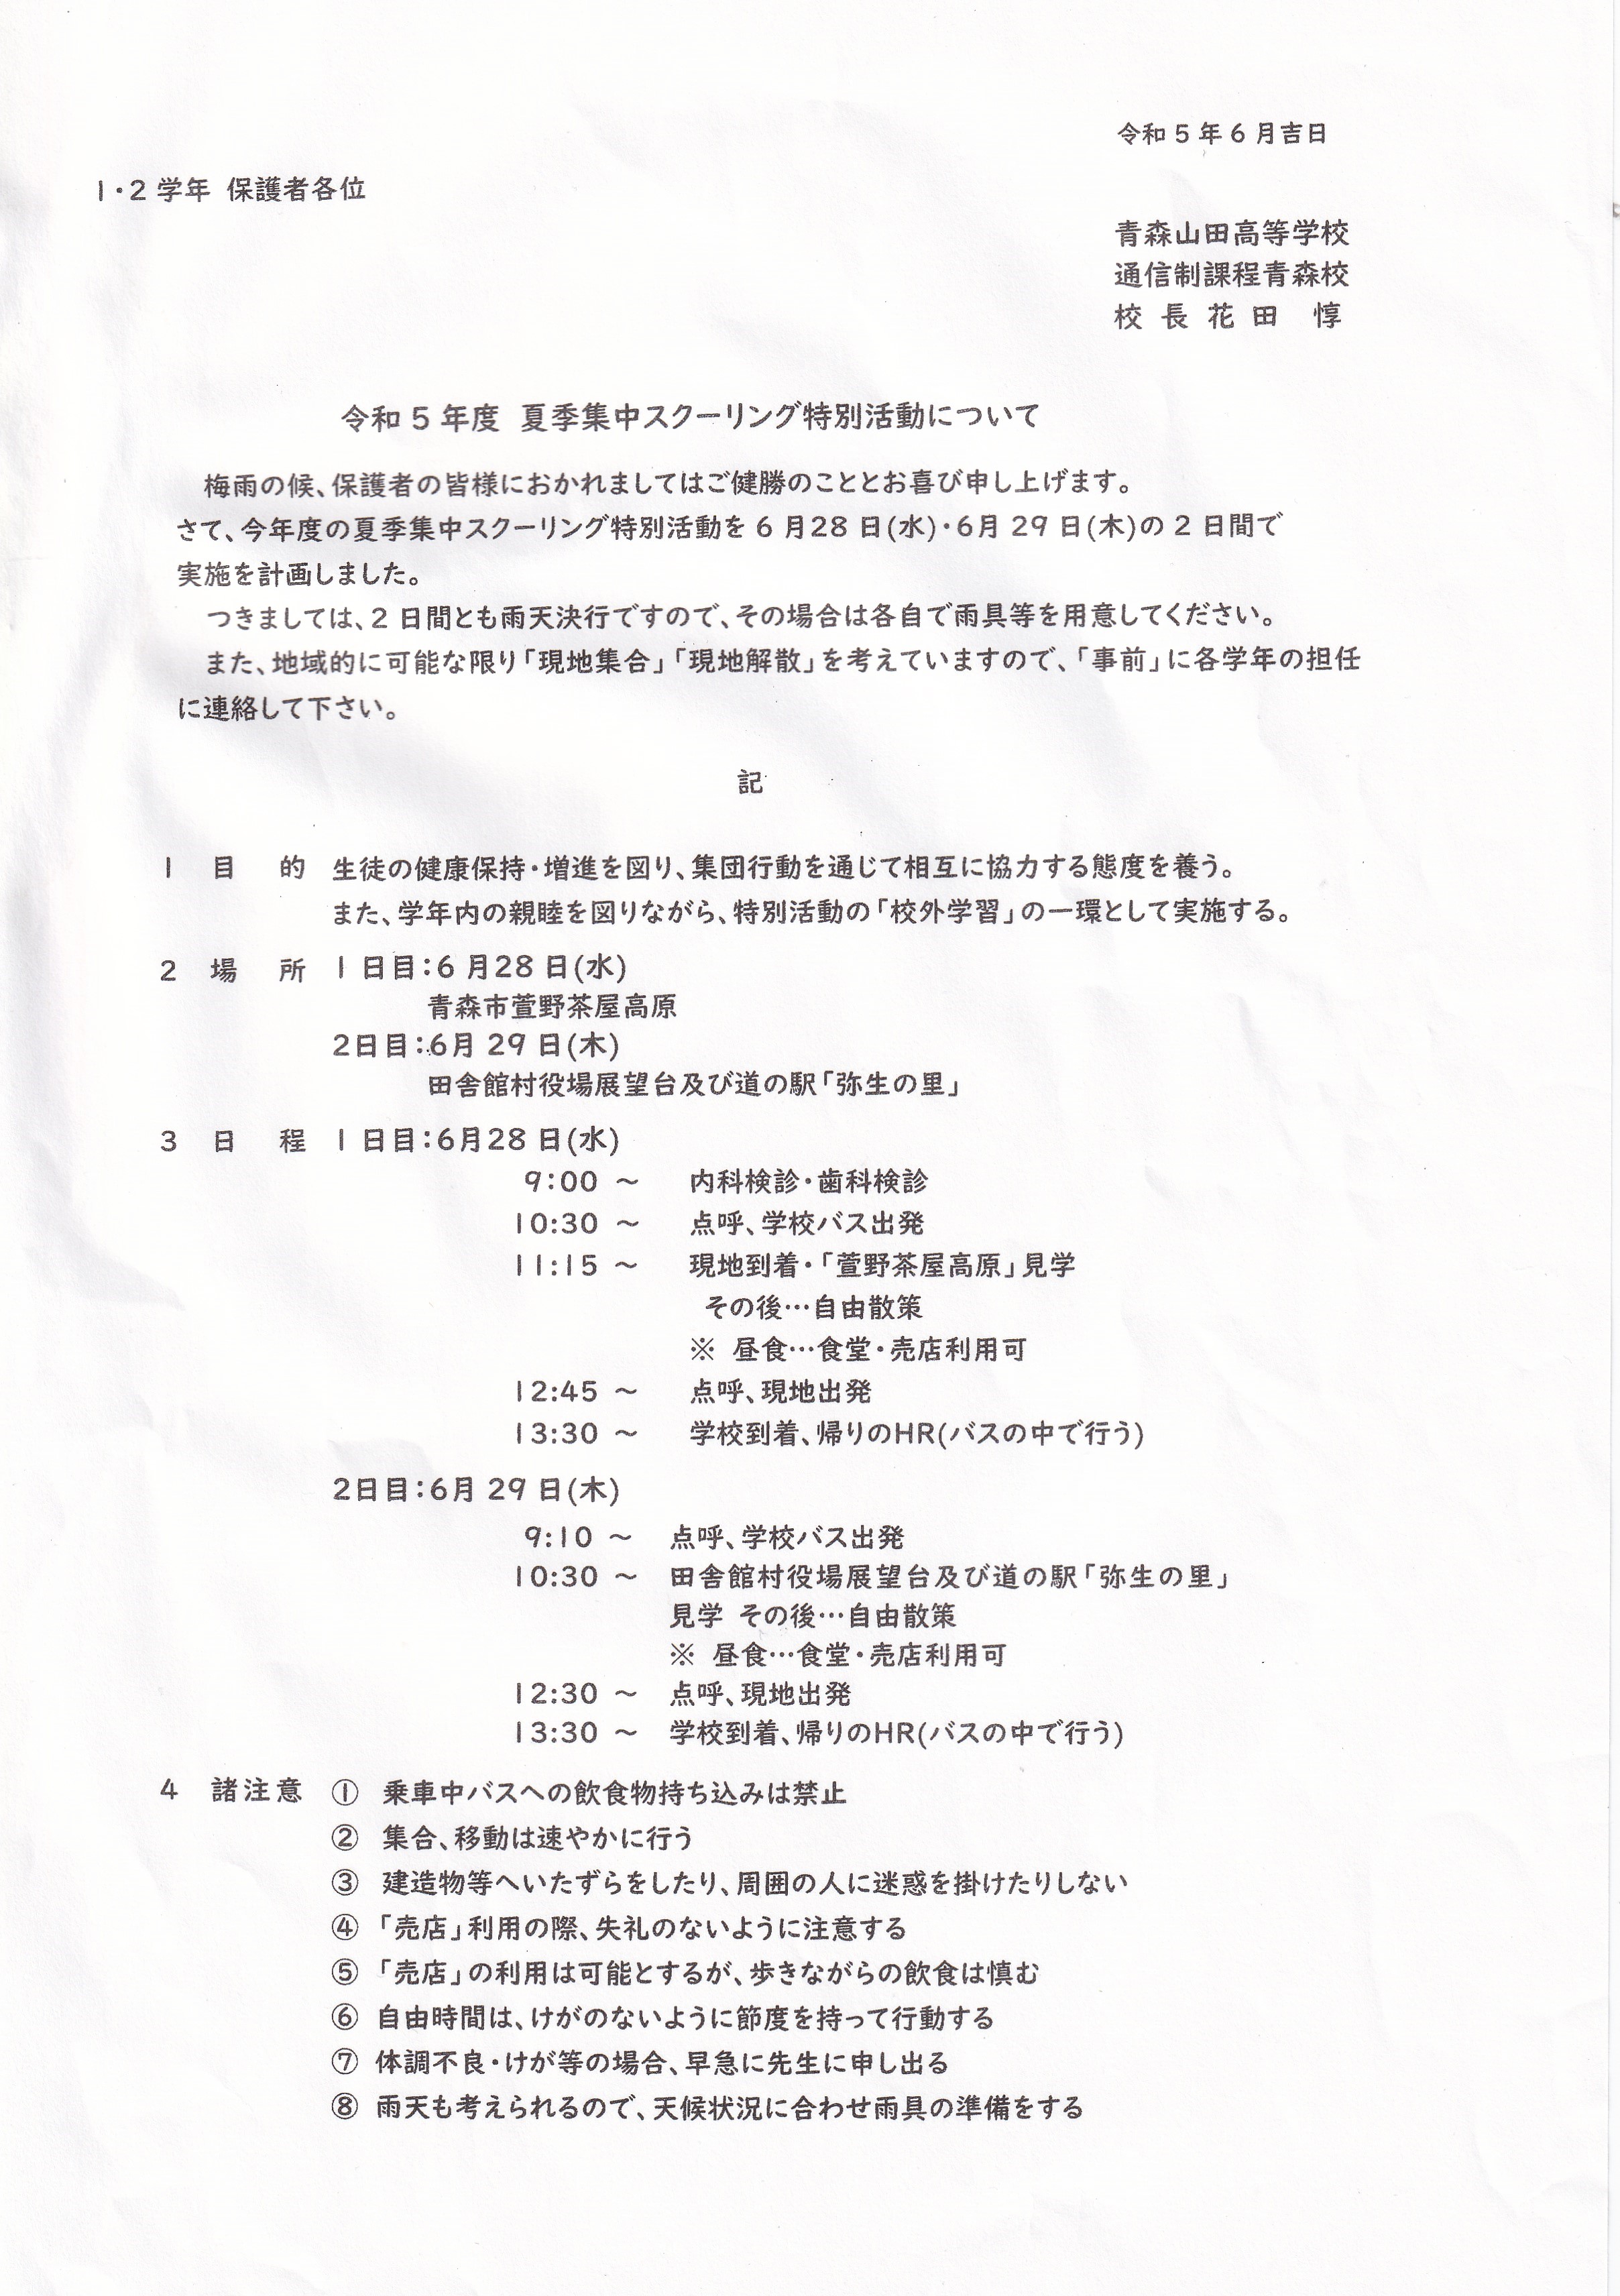 令和5年6月吉日
1・2学年 保護者各位
青森山田高等学校
通信制課程青森校
校 長 花 田 惇
令和5年度 夏季集中スクーリング特別活動について
梅雨の候、保護者の皆様におかれましてはご健勝のこととお喜び申し上げます。
さて、今年度の夏季集中スクーリング特別活動を6月28日(水)・6月29日(木)の2日間で
実施を計画しました。
つきましては、2日間とも雨天決行ですので、その場合は各自で雨具等を用意してください。
また、地域的に可能な限り「現地集合」「現地解散」を考えていますので、「事前」に各学年の担任
に連絡して下さい。
記
1 目 的 生徒の健康保持・増進を図り、集団行動を通じて相互に協力する態度を養う。
また、学年内の親睦を図りながら、特別活動の「校外学習」の一環として実施する。
2 場 所 1日目:6月28日(水)
青森市萱野茶屋高原
2日目:6月29日(木)
田舎館村役場展望台及び道の駅「弥生の里」
3 日 程 1日目:6月28日(水)
9:00 ~ 内科検診・歯科検診
10:30 ~ 点呼、学校バス出発
11:15 ~ 現地到着・「萱野茶屋高原」見学
その後…自由散策
※ 昼食…食堂・売店利用可
12:45 ~ 点呼、現地出発
13:30 ~ 学校到着、帰りのHR(バスの中で行う)
2日目:6月29日(木)
9:10 ~ 点呼、学校バス出発
10:30 ~ 田舎館村役場展望台及び道の駅「弥生の里」
見学 その後…自由散策
※ 昼食…食堂・売店利用可
12:30 ~ 点呼、現地出発
13:30 ~ 学校到着、帰りのHR(バスの中で行う)
4 諸注意 ① 乗車中バスへの飲食物持ち込みは禁止
② 集合、移動は速やかに行う
③ 建造物等へいたずらをしたり、周囲の人に迷惑を掛けたりしない
④ 「売店」利用の際、失礼のないように注意する
⑤ 「売店」の利用は可能とするが、歩きながらの飲食は慎む
⑥ 自由時間は、けがのないように節度を持って行動する
⑦ 体調不良・けが等の場合、早急に先生に申し出る
⑧ 雨天も考えられるので、天候状況に合わせ雨具の準備をする